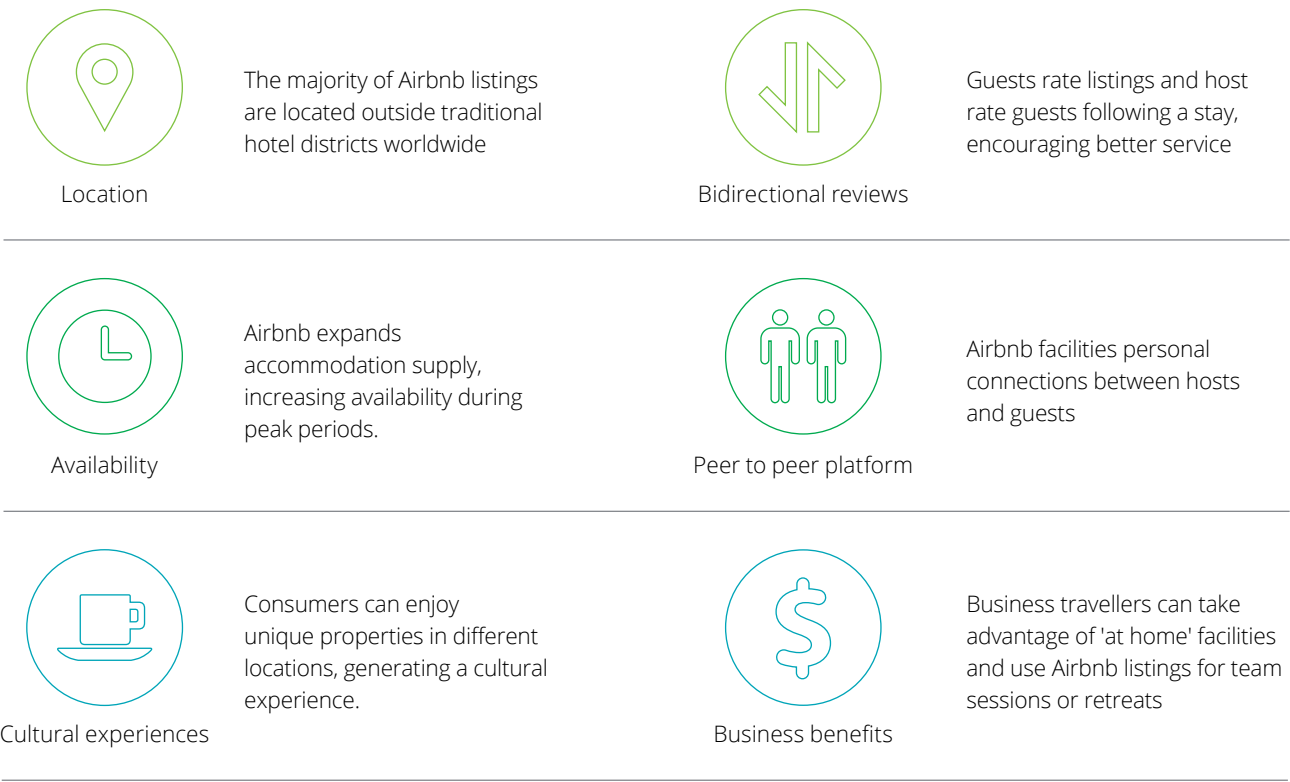 The majority of Airbnb listings
are located outside traditional
hotel districts worldwide
Location
Guests rate listings and host
rate guests following a stay,
encouraging better service
Bidirectional reviews
Airbnb expands
accommodation supply,
increasing availability during
peak periods.
Availability
Airbnb facilities personal
connections between hosts
and guests
Peer to peer platform
Consumers can enjoy
unique properties in different
locations, generating a cultural
experience.
Cultural experiences
Business travellers can take
advantage of 'at home' facilities
and use Airbnb listings for team
sessions or retreats
Business benefits